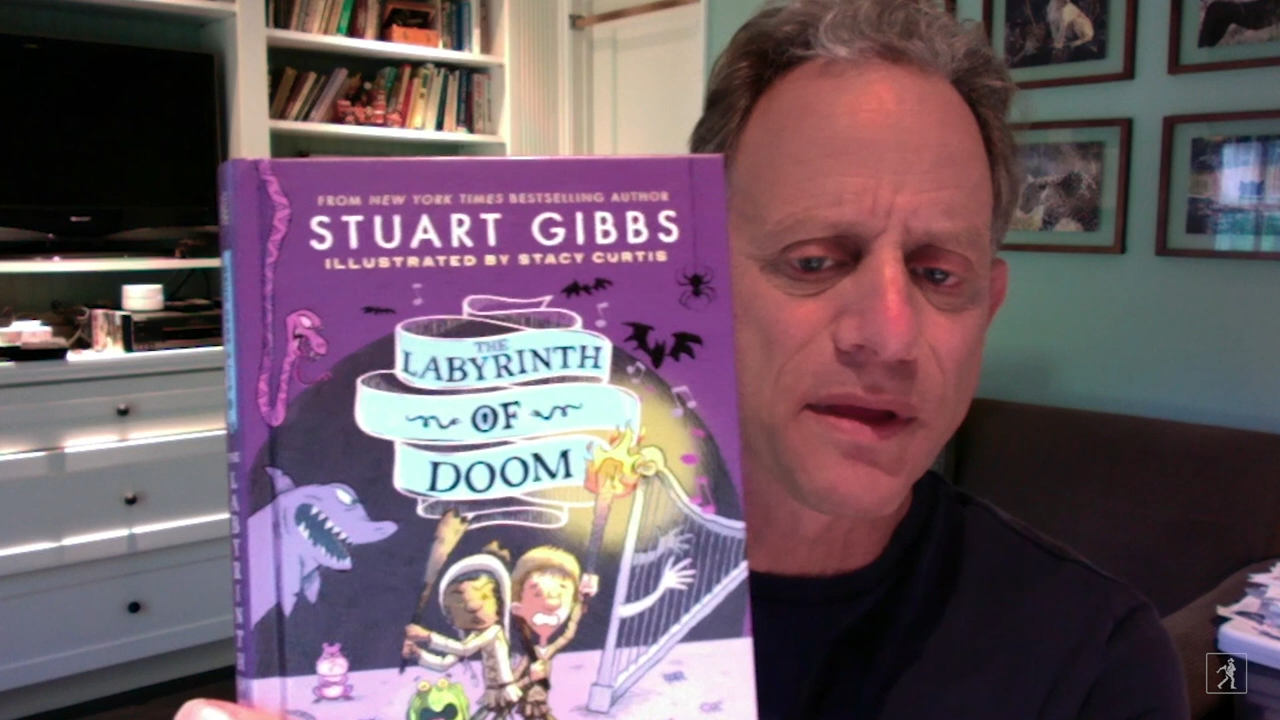 FROM NEW YORK TIMES BESTSELLING AUTHOR
STUART GIBBS
ILLUSTRATED BY STACY CURTIS
THE
LABYRINTH
OF
DOOM